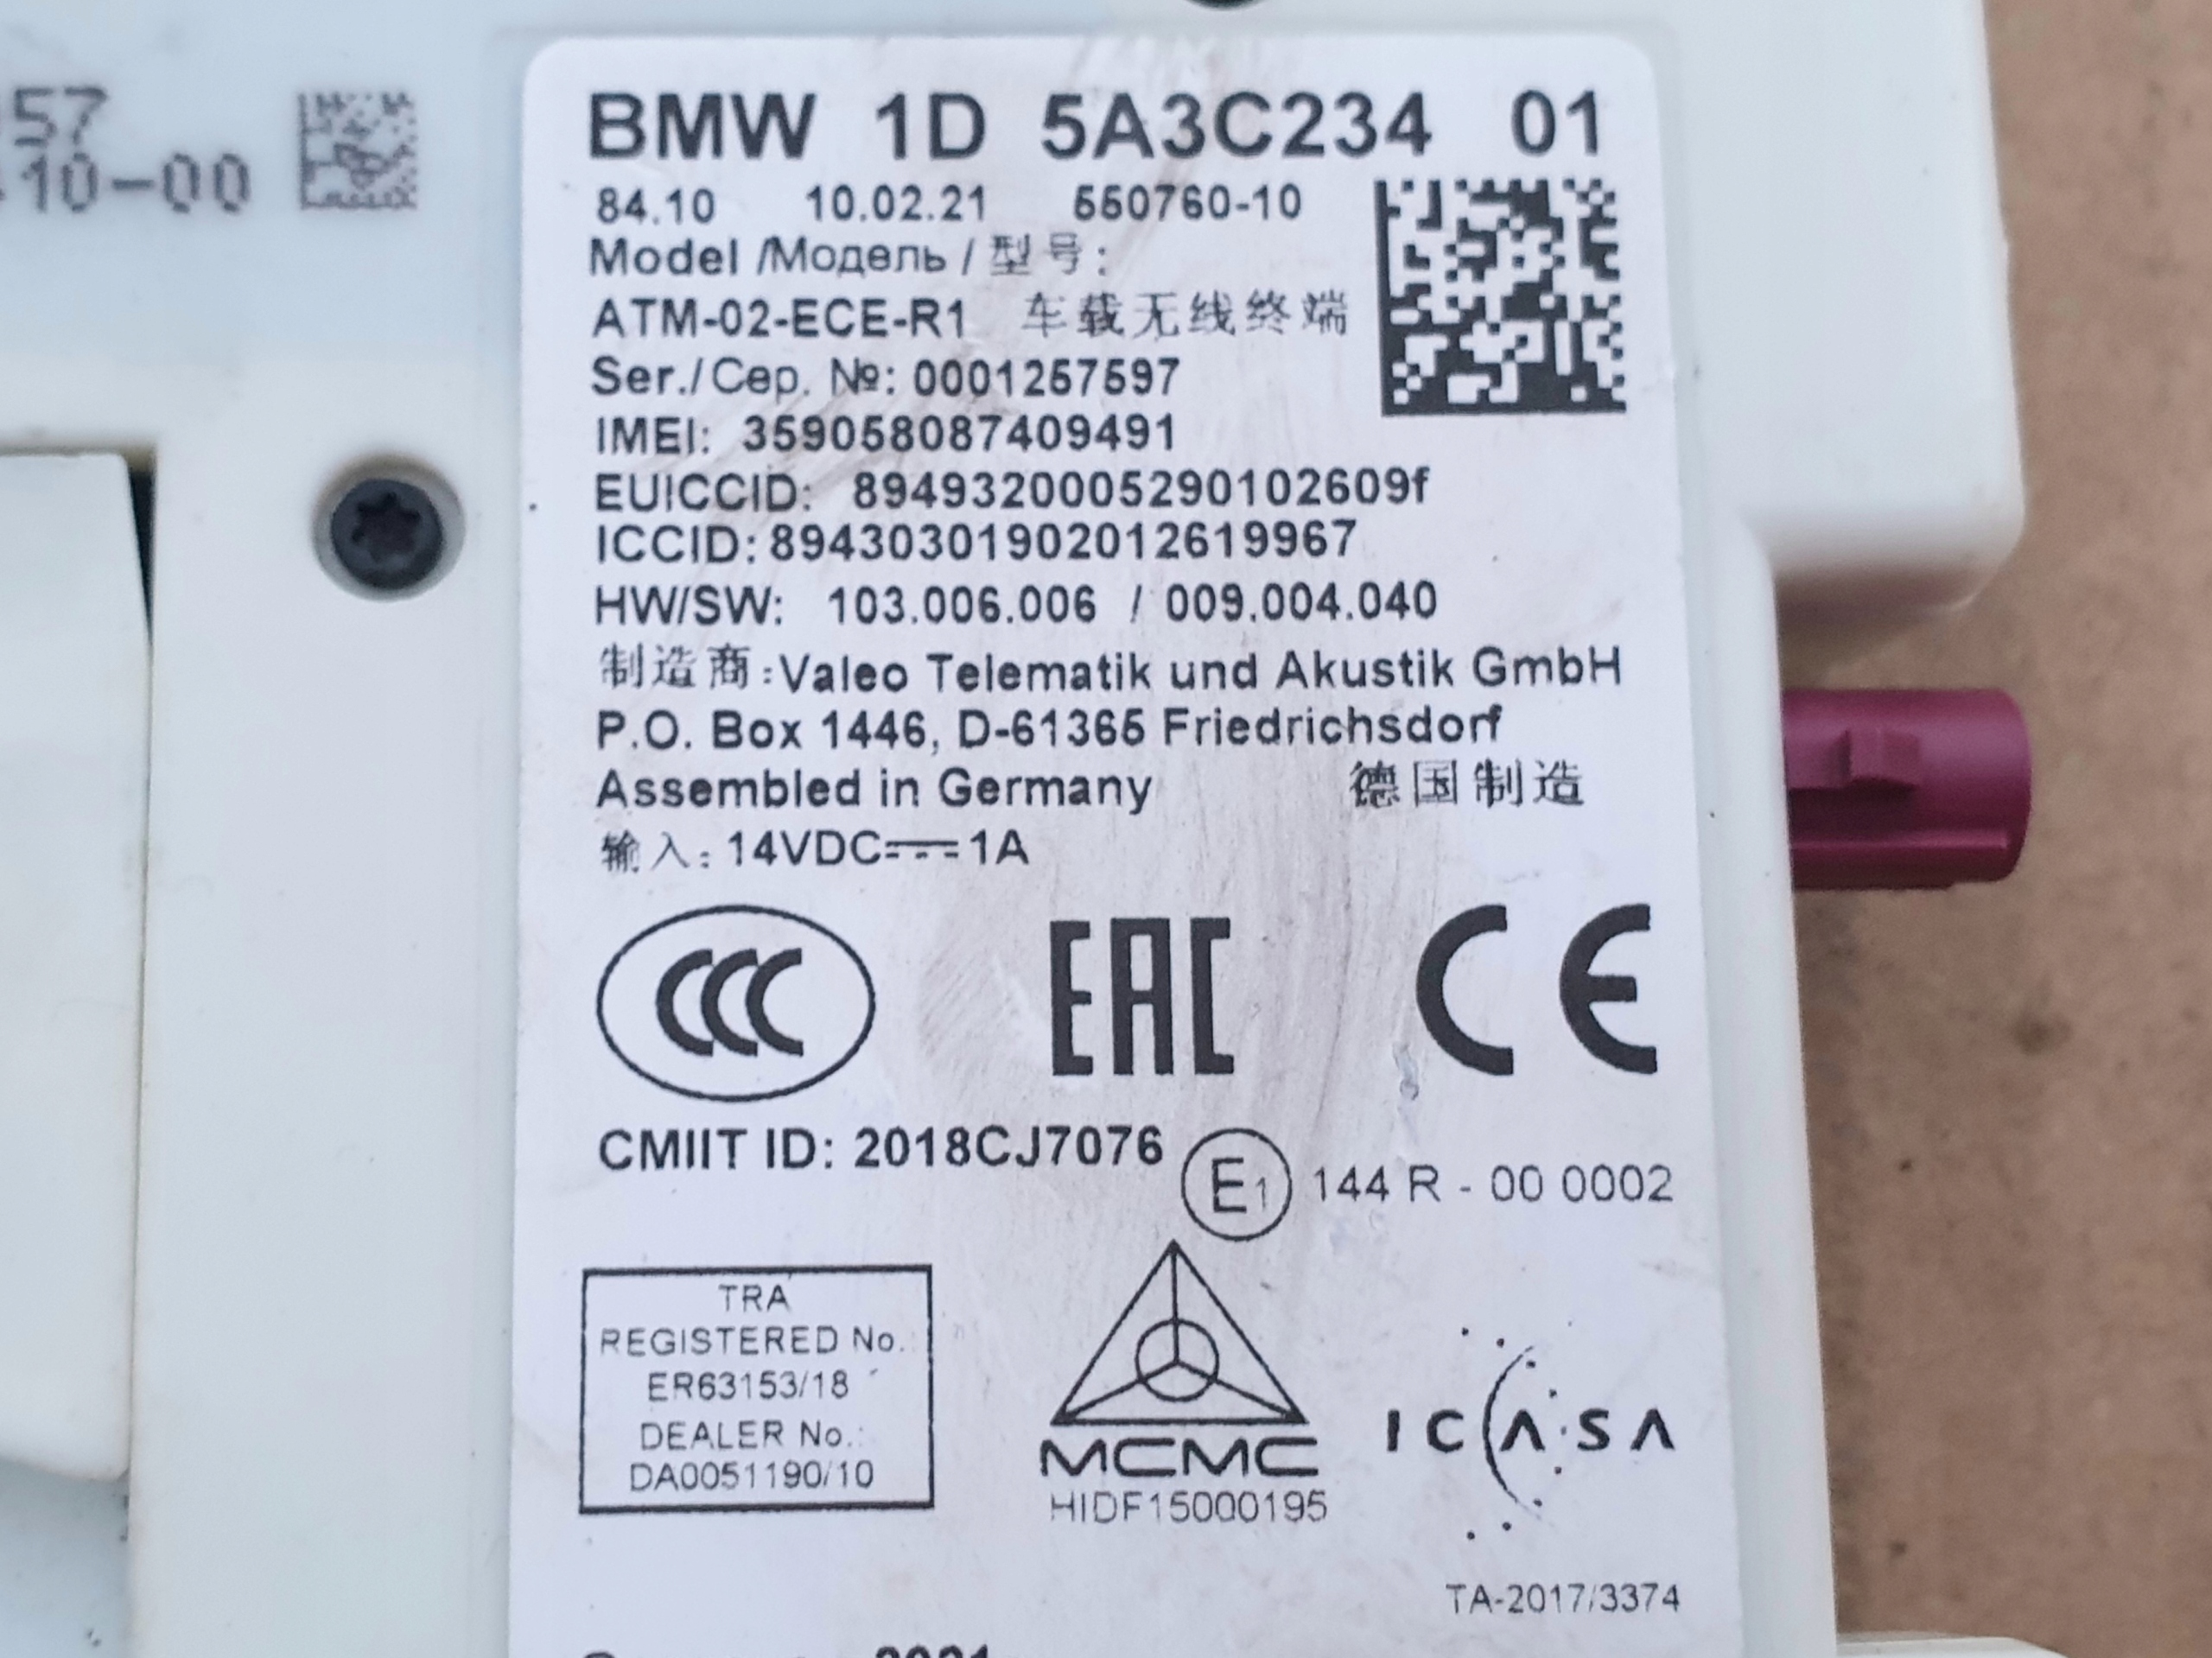 57
10-00
BMW 1D 5A3C234 01
84.10 10.02.21 550760-10
Model /Модель / 型号:
ATM-02-ECE-R1 车载无线终端
Ser./Сер. №: 0001257597
IMEI: 359058087409491
EUICCID: 89493200005290102609f
ICCID: 89430301902012619967
HW/SW: 103.006.006 / 009.004.040
制造商:Valeo Telematik und Akustik GmbH
P.O. Box 1446, D-61365 Friedrichsdorf
Assembled in Germany 德国制造
输入: 14VDC⎓1A
CCC EAC CE
CMIIT ID: 2018CJ7076
E1 144 R - 00 0002
TRA
REGISTERED No.:
ER63153/18
DEALER No.:
DA0051190/10
MCMC
HIDF15000195
ICASA
TA-2017/3374